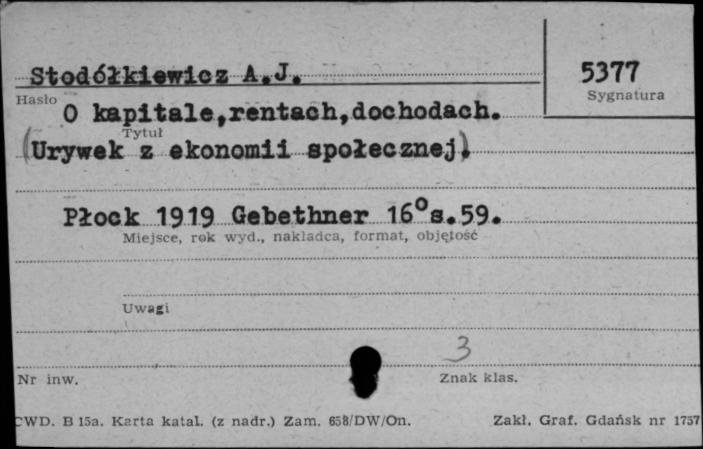 Stodółkiewicz A.J.
5377
Hasło
Sygnatura
O kapitale,rentach,dochodach.
Tytuł
(Urywek z ekonomii społecznej).
Płock 1919 Gebethner 16°s.59.
Miejsce, rok wyd., nakładca, format, objętość
Uwagi
3
Nr inw.
Znak klas.
CWD. B 15a. Karta katal. (z nadr.) Zam. 658/DW/On.
Zakł. Graf. Gdańsk nr 1757